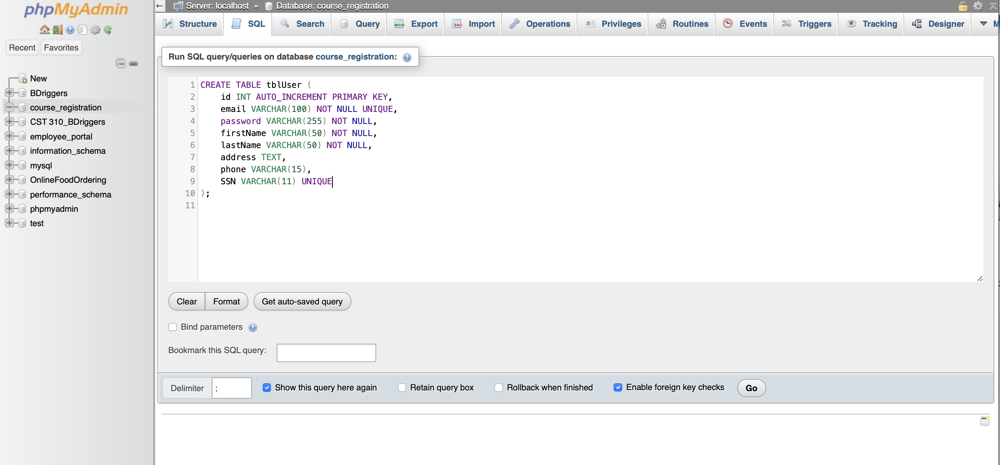 phpMyAdmin
Recent Favorites
New
BDriggers
course_registration
CST 310_BDriggers
employee_portal
information_schema
mysql
OnlineFoodOrdering
performance_schema
phpmyadmin
test
Server: localhost » Database: course_registration
Structure SQL Search Query Export Import Operations Privileges Routines Events Triggers Tracking Designer
Run SQL query/queries on database course_registration:
1 CREATE TABLE tblUser (
2 id INT AUTO_INCREMENT PRIMARY KEY,
3 email VARCHAR(100) NOT NULL UNIQUE,
4 password VARCHAR(255) NOT NULL,
5 firstName VARCHAR(50) NOT NULL,
6 lastName VARCHAR(50) NOT NULL,
7 address TEXT,
8 phone VARCHAR(15),
9 SSN VARCHAR(11) UNIQUE
10 );
11
Clear Format Get auto-saved query
Bind parameters
Bookmark this SQL query:
Delimiter ; Show this query here again Retain query box Rollback when finished Enable foreign key checks Go